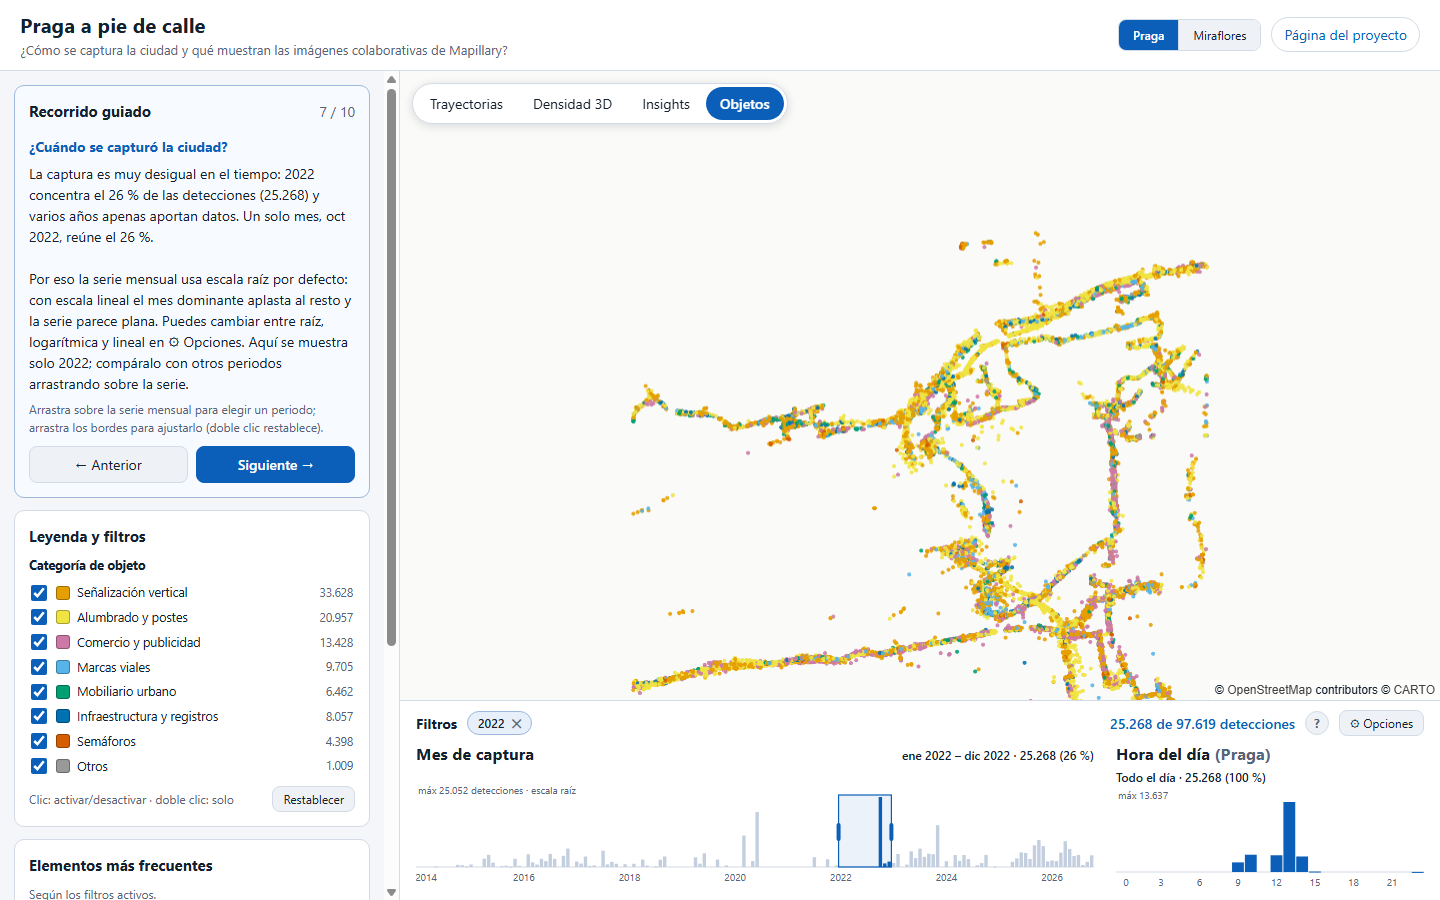 Praga a pie de calle
¿Cómo se captura la ciudad y qué muestran las imágenes colaborativas de Mapillary?
Praga
Miraflores
Página del proyecto
Recorrido guiado
7 / 10
¿Cuándo se capturó la ciudad?
La captura es muy desigual en el tiempo: 2022
concentra el 26 % de las detecciones (25.268) y
varios años apenas aportan datos. Un solo mes, oct
2022, reúne el 26 %.
Por eso la serie mensual usa escala raíz por defecto:
con escala lineal el mes dominante aplasta al resto y
la serie parece plana. Puedes cambiar entre raíz,
logarítmica y lineal en ⚙ Opciones. Aquí se muestra
solo 2022; compáralo con otros periodos
arrastrando sobre la serie.
Arrastra sobre la serie mensual para elegir un periodo;
arrastra los bordes para ajustarlo (doble clic restablece).
← Anterior
Siguiente →
Leyenda y filtros
Categoría de objeto
Señalización vertical 33.628
Alumbrado y postes 20.957
Comercio y publicidad 13.428
Marcas viales 9.705
Mobiliario urbano 6.462
Infraestructura y registros 8.057
Semáforos 4.398
Otros 1.009
Clic: activar/desactivar · doble clic: solo
Restablecer
Elementos más frecuentes
Según los filtros activos.
Trayectorias
Densidad 3D
Insights
Objetos
© OpenStreetMap contributors © CARTO
Filtros
2022 ✕
25.268 de 97.619 detecciones
?
⚙ Opciones
Mes de captura
ene 2022 – dic 2022 · 25.268 (26 %)
máx 25.052 detecciones · escala raíz
2014 2016 2018 2020 2022 2024 2026
Hora del día (Praga)
Todo el día · 25.268 (100 %)
máx 13.637
0 3 6 9 12 15 18 21